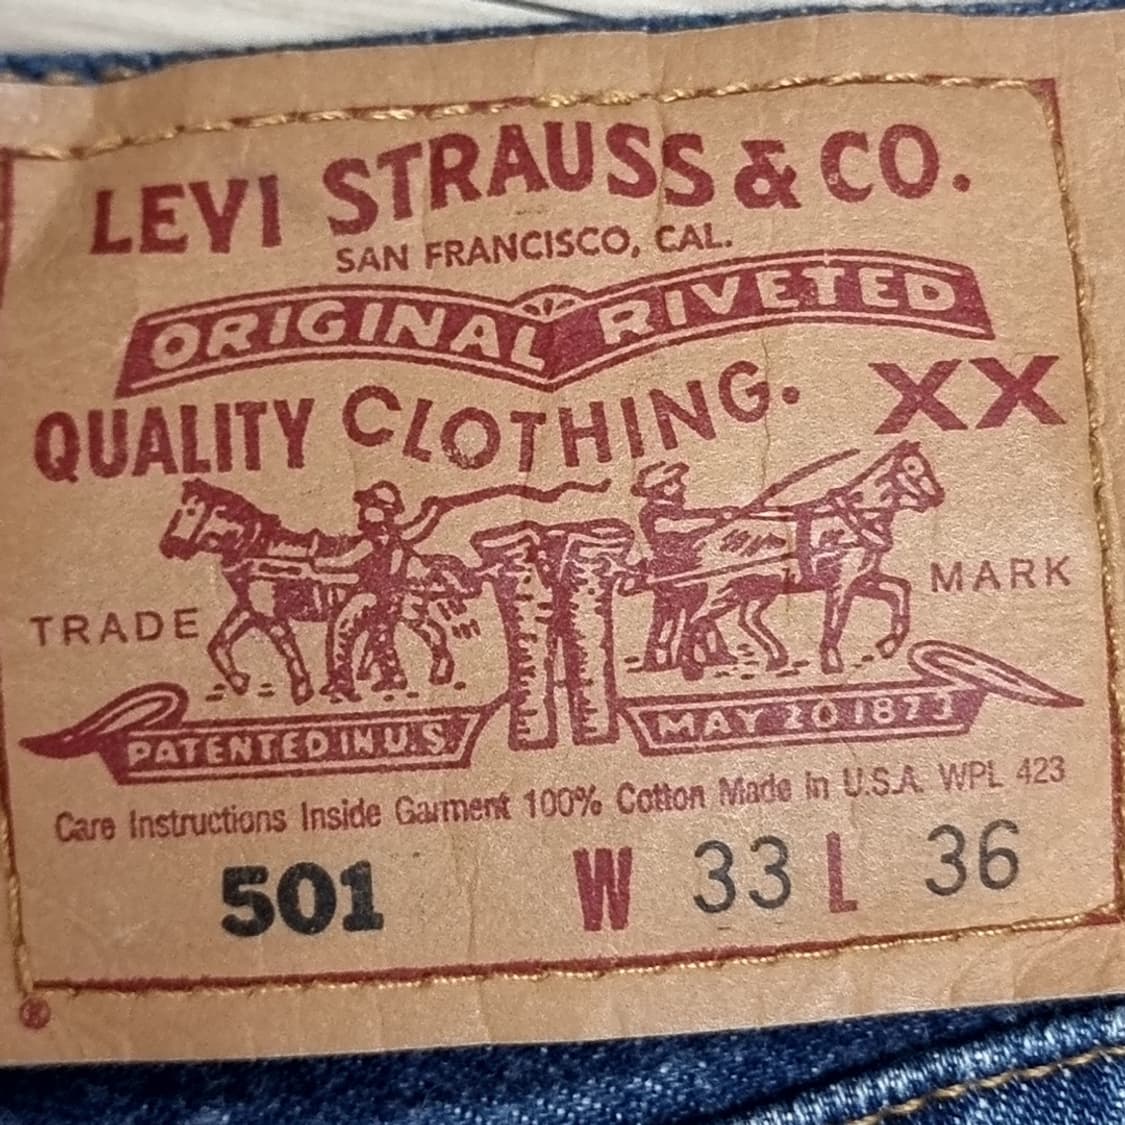 LEVI STRAUSS & CO.
SAN FRANCISCO, CAL.
ORIGINAL RIVETED
QUALITY CLOTHING. XX
TRADE MARK
PATENTED IN U.S. MAY 20 1873
Care Instructions Inside Garment 100% Cotton Made in U.S.A. WPL 423
501 W 33 L 36
®